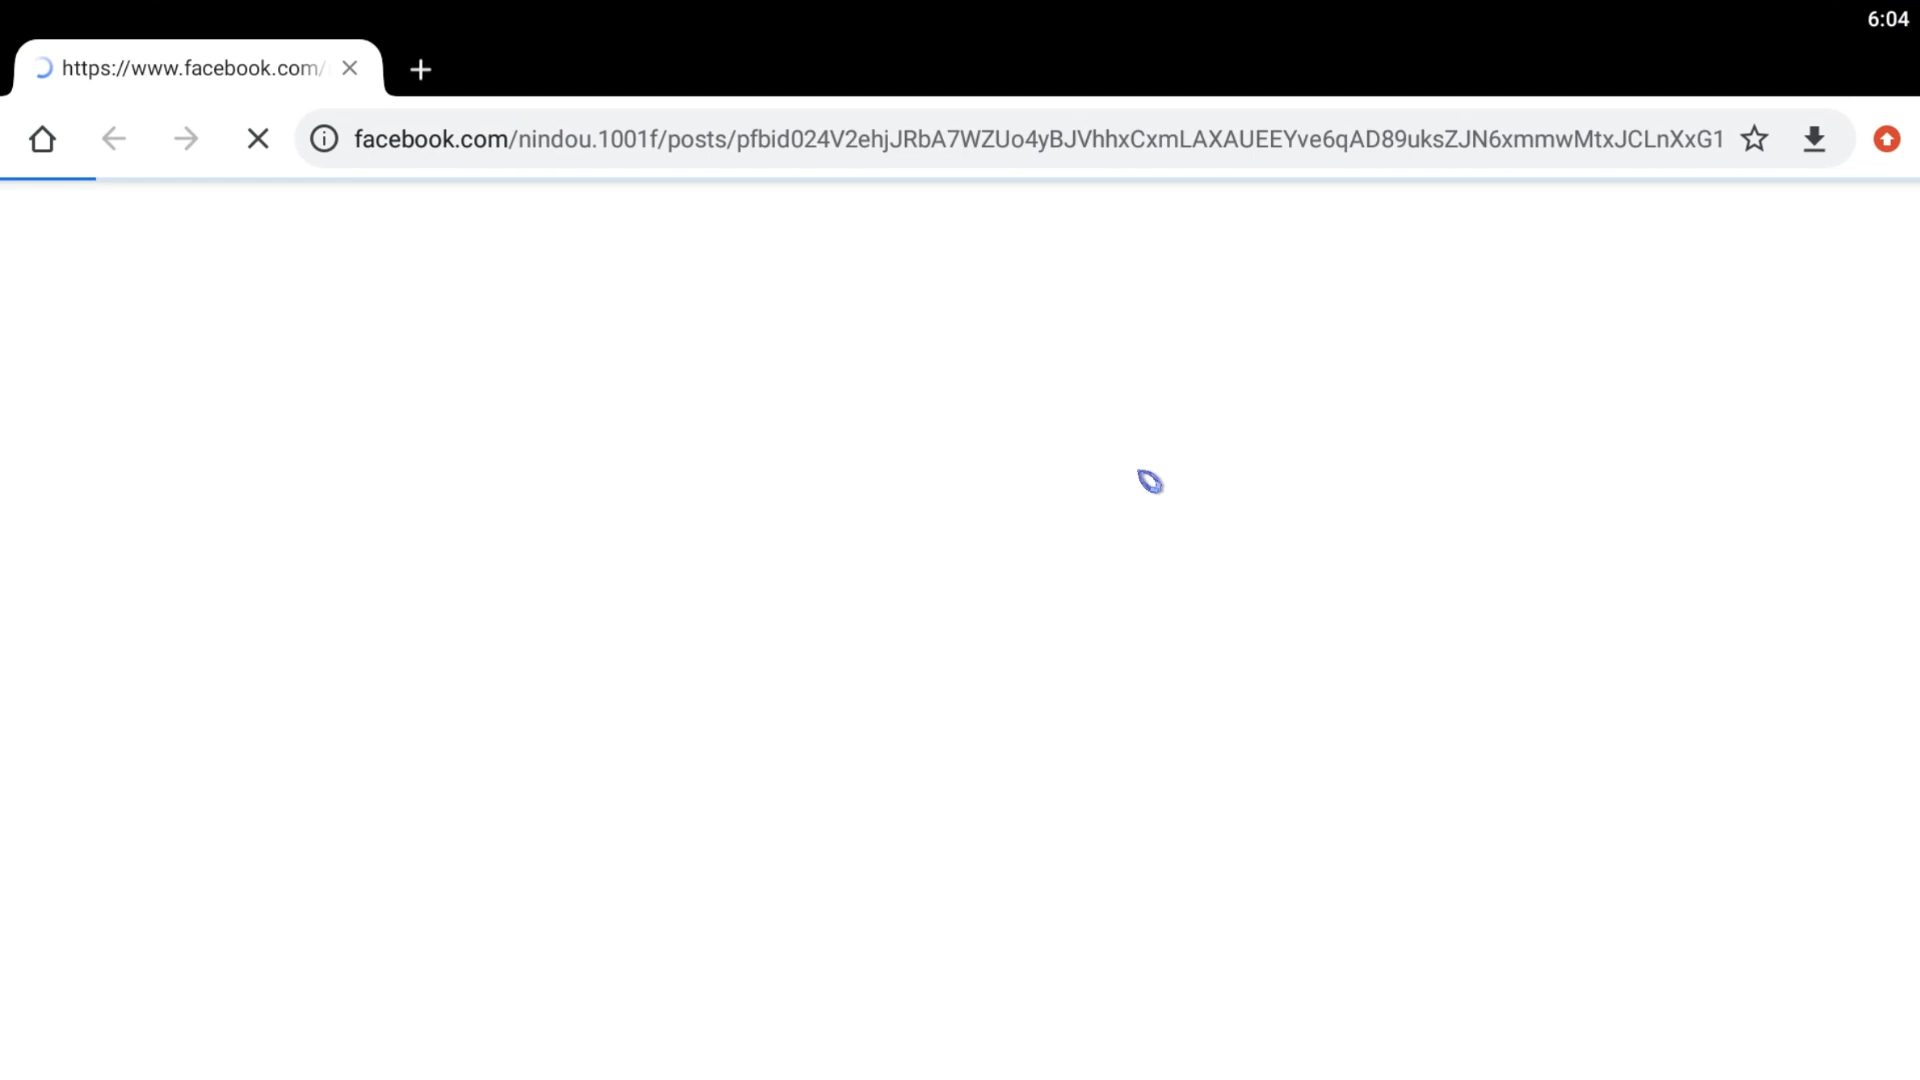 6:04
https://www.facebook.com/
facebook.com/nindou.1001f/posts/pfbid024V2ehjJRbA7WZUo4yBJVhhxCxmLAXAUEEYve6qAD89uksZJN6xmmwMtxJCLnXxG1